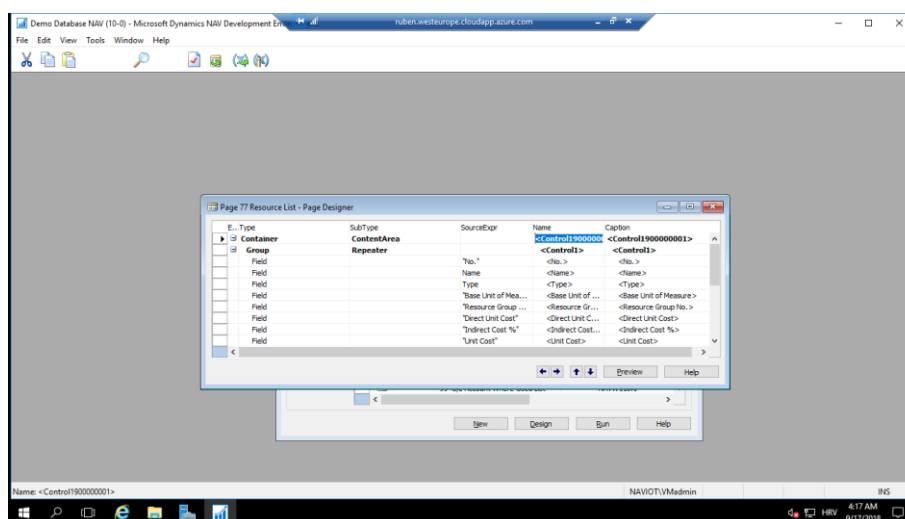 Demo Database NAV (10-0) - Microsoft Dynamics NAV Development En
ruben.westeurope.cloudapp.azure.com
File Edit View Tools Window Help
Page 77 Resource List - Page Designer
E.. Type SubType SourceExpr Name Caption
Container ContentArea <Control19000000 <Control1900000001>
Group Repeater <Control1> <Control1>
Field "No." <No.> <No.>
Field Name <Name> <Name>
Field Type <Type> <Type>
Field "Base Unit of Mea... <Base Unit of ... <Base Unit of Measure>
Field "Resource Group ... <Resource Gr... <Resource Group No.>
Field "Direct Unit Cost" <Direct Unit C... <Direct Unit Cost>
Field "Indirect Cost %" <Indirect Cost... <Indirect Cost %>
Field "Unit Cost" <Unit Cost> <Unit Cost>
Preview Help
New Design Run Help
Name: <Control1900000001> NAVIOT\VMadmin INS
HRV 4:17 AM
9/17/2018